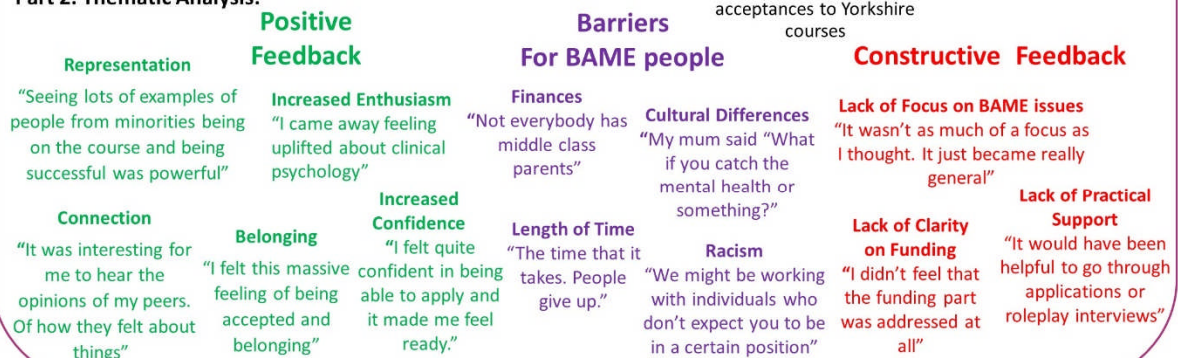 Part 2: Thematic Analysis:
acceptances to Yorkshire
courses
Positive
Feedback
Representation
“Seeing lots of examples of
people from minorities being
on the course and being
successful was powerful”
Increased Enthusiasm
“I came away feeling
uplifted about clinical
psychology”
Connection
“It was interesting for
me to hear the
opinions of my peers.
Of how they felt about
things”
Belonging
“I felt this massive
feeling of being
accepted and
belonging”
Increased
Confidence
“I felt quite
confident in being
able to apply and
it made me feel
ready.”
Barriers
For BAME people
Finances
“Not everybody has
middle class
parents”
Cultural Differences
“My mum said “What
if you catch the
mental health or
something?”
Length of Time
“The time that it
takes. People
give up.”
Racism
“We might be working
with individuals who
don’t expect you to be
in a certain position”
Constructive Feedback
Lack of Focus on BAME issues
“It wasn’t as much of a focus as
I thought. It just became really
general”
Lack of Clarity
on Funding
“I didn’t feel that
the funding part
was addressed at
all”
Lack of Practical
Support
“It would have been
helpful to go through
applications or
roleplay interviews”